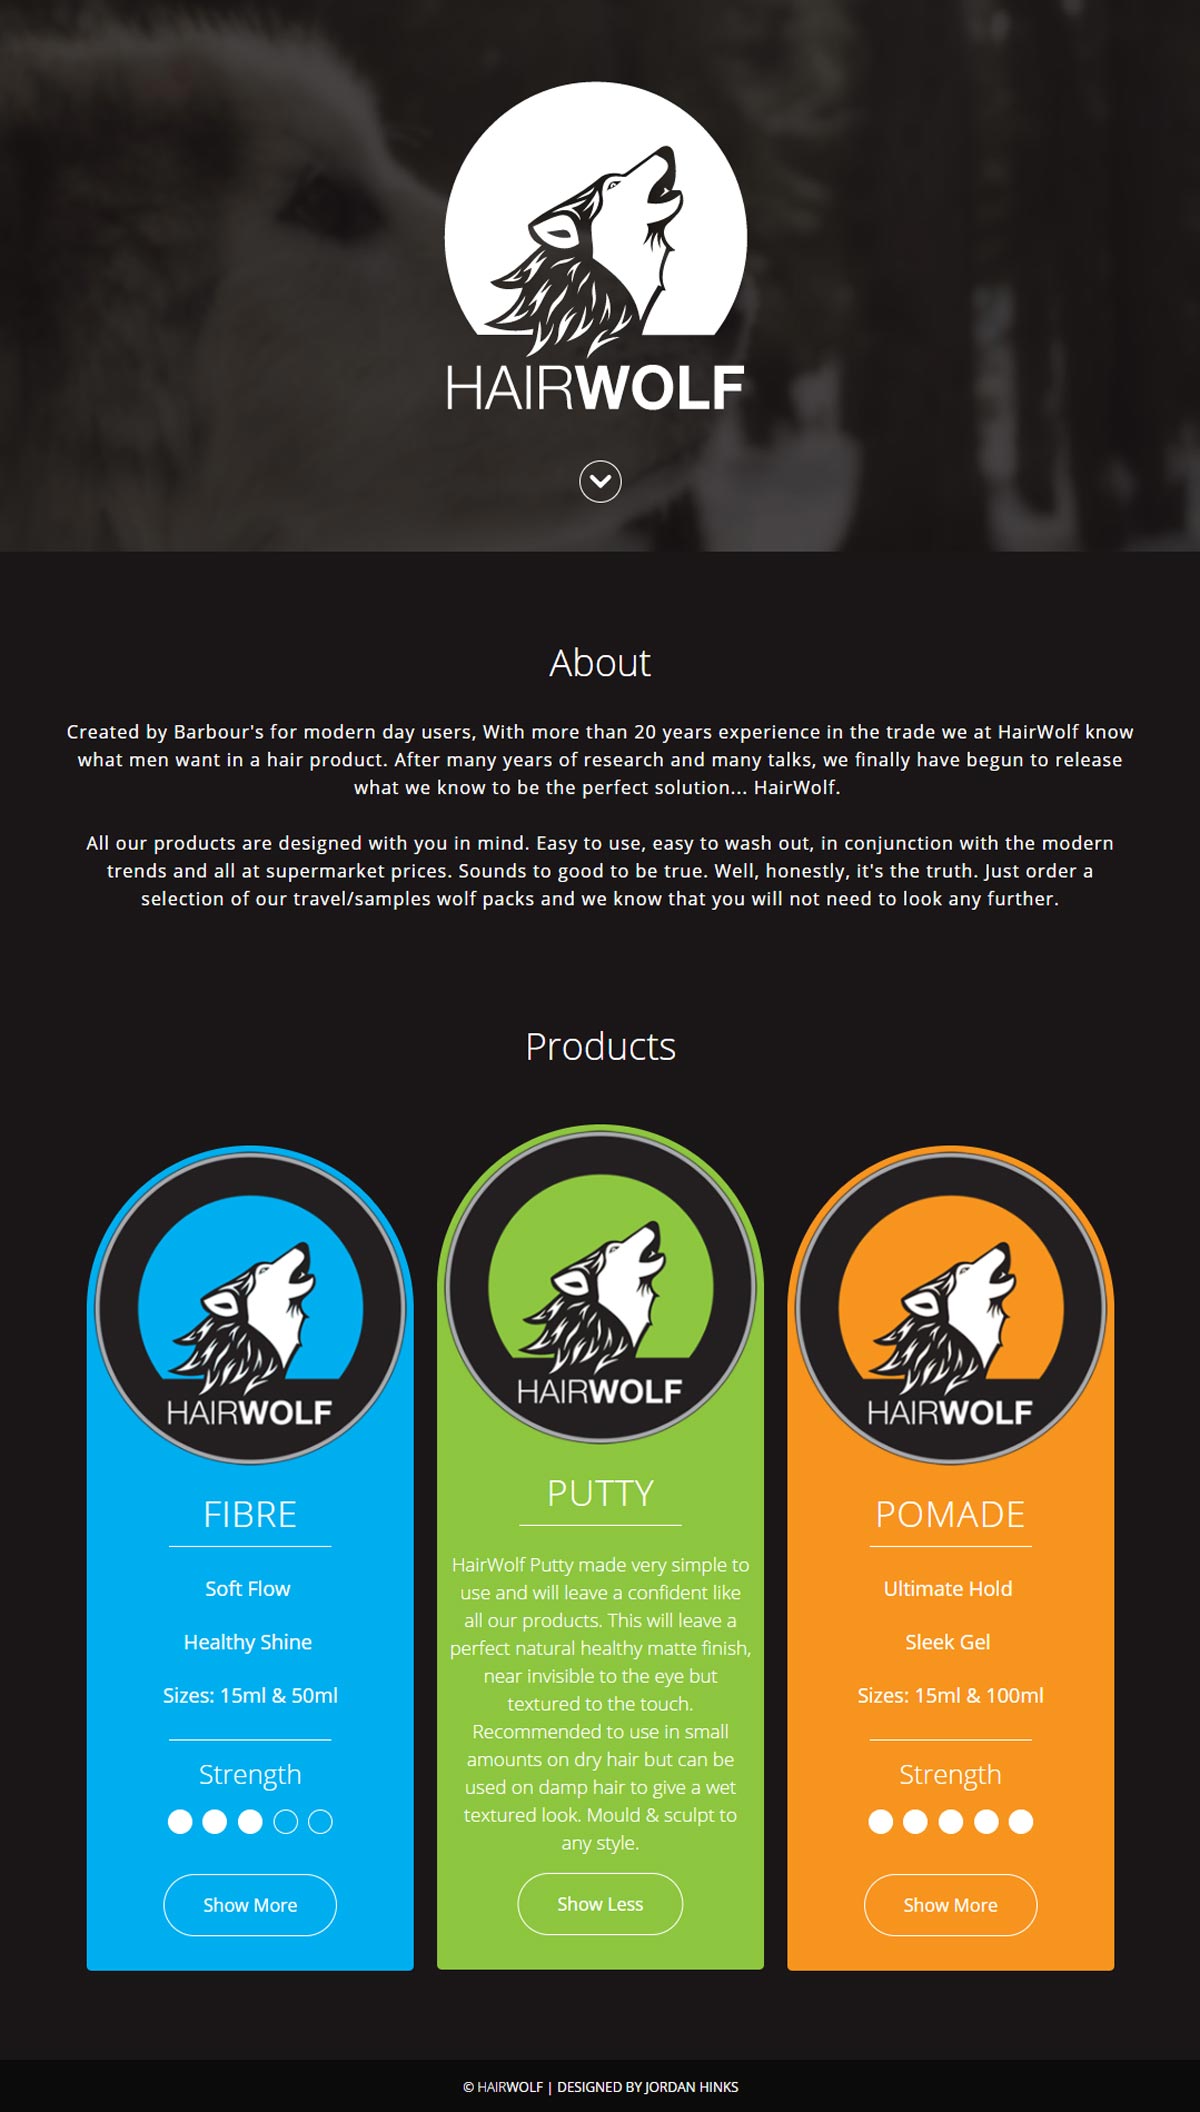 HAIRWOLF
About
Created by Barbour's for modern day users, With more than 20 years experience in the trade we at HairWolf know
what men want in a hair product. After many years of research and many talks, we finally have begun to release
what we know to be the perfect solution... HairWolf.
All our products are designed with you in mind. Easy to use, easy to wash out, in conjunction with the modern
trends and all at supermarket prices. Sounds to good to be true. Well, honestly, it's the truth. Just order a
selection of our travel/samples wolf packs and we know that you will not need to look any further.
Products
HAIRWOLF
FIBRE
Soft Flow
Healthy Shine
Sizes: 15ml & 50ml
Strength
Show More
HAIRWOLF
PUTTY
HairWolf Putty made very simple to
use and will leave a confident like
all our products. This will leave a
perfect natural healthy matte finish,
near invisible to the eye but
textured to the touch.
Recommended to use in small
amounts on dry hair but can be
used on damp hair to give a wet
textured look. Mould & sculpt to
any style.
Show Less
HAIRWOLF
POMADE
Ultimate Hold
Sleek Gel
Sizes: 15ml & 100ml
Strength
Show More
© HAIRWOLF | DESIGNED BY JORDAN HINKS